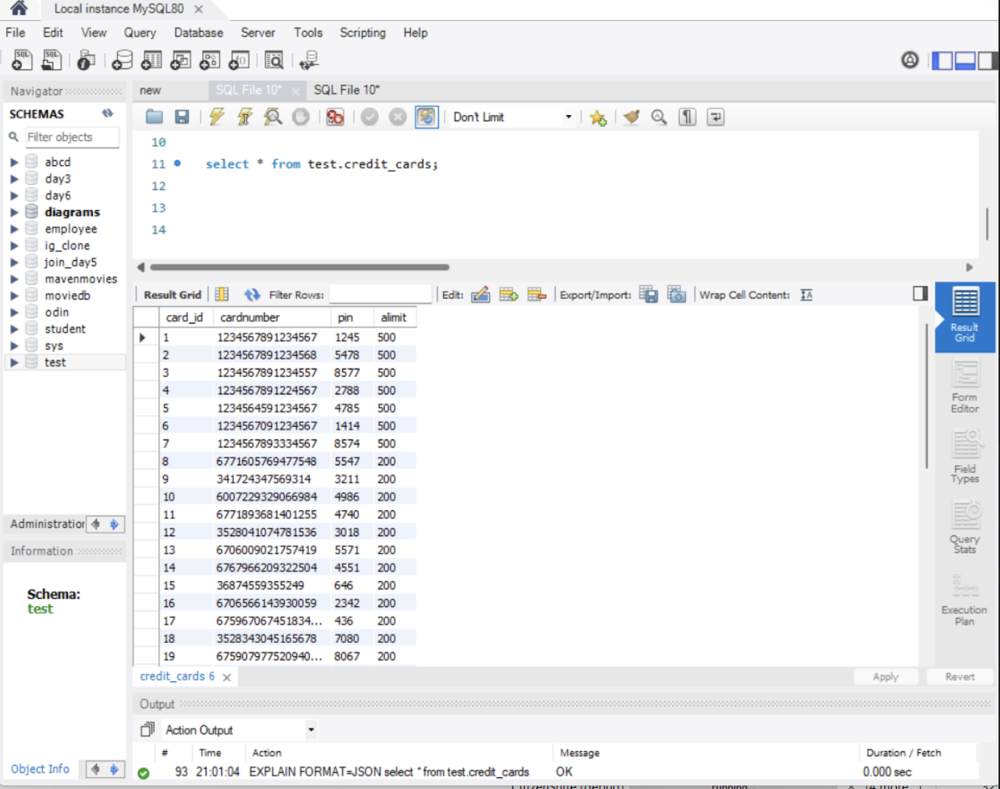 Local instance MySQL80
File Edit View Query Database Server Tools Scripting Help
Navigator
new SQL File 10* SQL File 10*
SCHEMAS
Don't Limit
Filter objects
abcd
day3
day6
diagrams
employee
ig_clone
join_day5
mavenmovies
moviedb
odin
student
sys
test
10
11 select * from test.credit_cards;
12
13
14
Result Grid Filter Rows: Edit: Export/Import: Wrap Cell Content:
card_id cardnumber pin alimit
1 1234567891234567 1245 500
2 1234567891234568 5478 500
3 1234567891234557 8577 500
4 1234567891224567 2788 500
5 1234564591234567 4785 500
6 1234567091234567 1414 500
7 1234567893334567 8574 500
8 6771605769477548 5547 200
9 341724347569314 3211 200
10 6007229329066984 4986 200
11 6771893681401255 4740 200
12 3528041074781536 3018 200
13 6706009021757419 5571 200
14 6767966209322504 4551 200
15 36874559355249 646 200
16 6706566143930059 2342 200
17 675967067451834... 436 200
18 3528343045165678 7080 200
19 675907977520940... 8067 200
Result
Grid
Form
Editor
Field
Types
Query
Stats
Execution
Plan
Administration
Information
Schema:
test
Object Info
credit_cards 6
Apply Revert
Output
Action Output
# Time Action Message Duration / Fetch
93 21:01:04 EXPLAIN FORMAT=JSON select * from test.credit_cards OK 0.000 sec